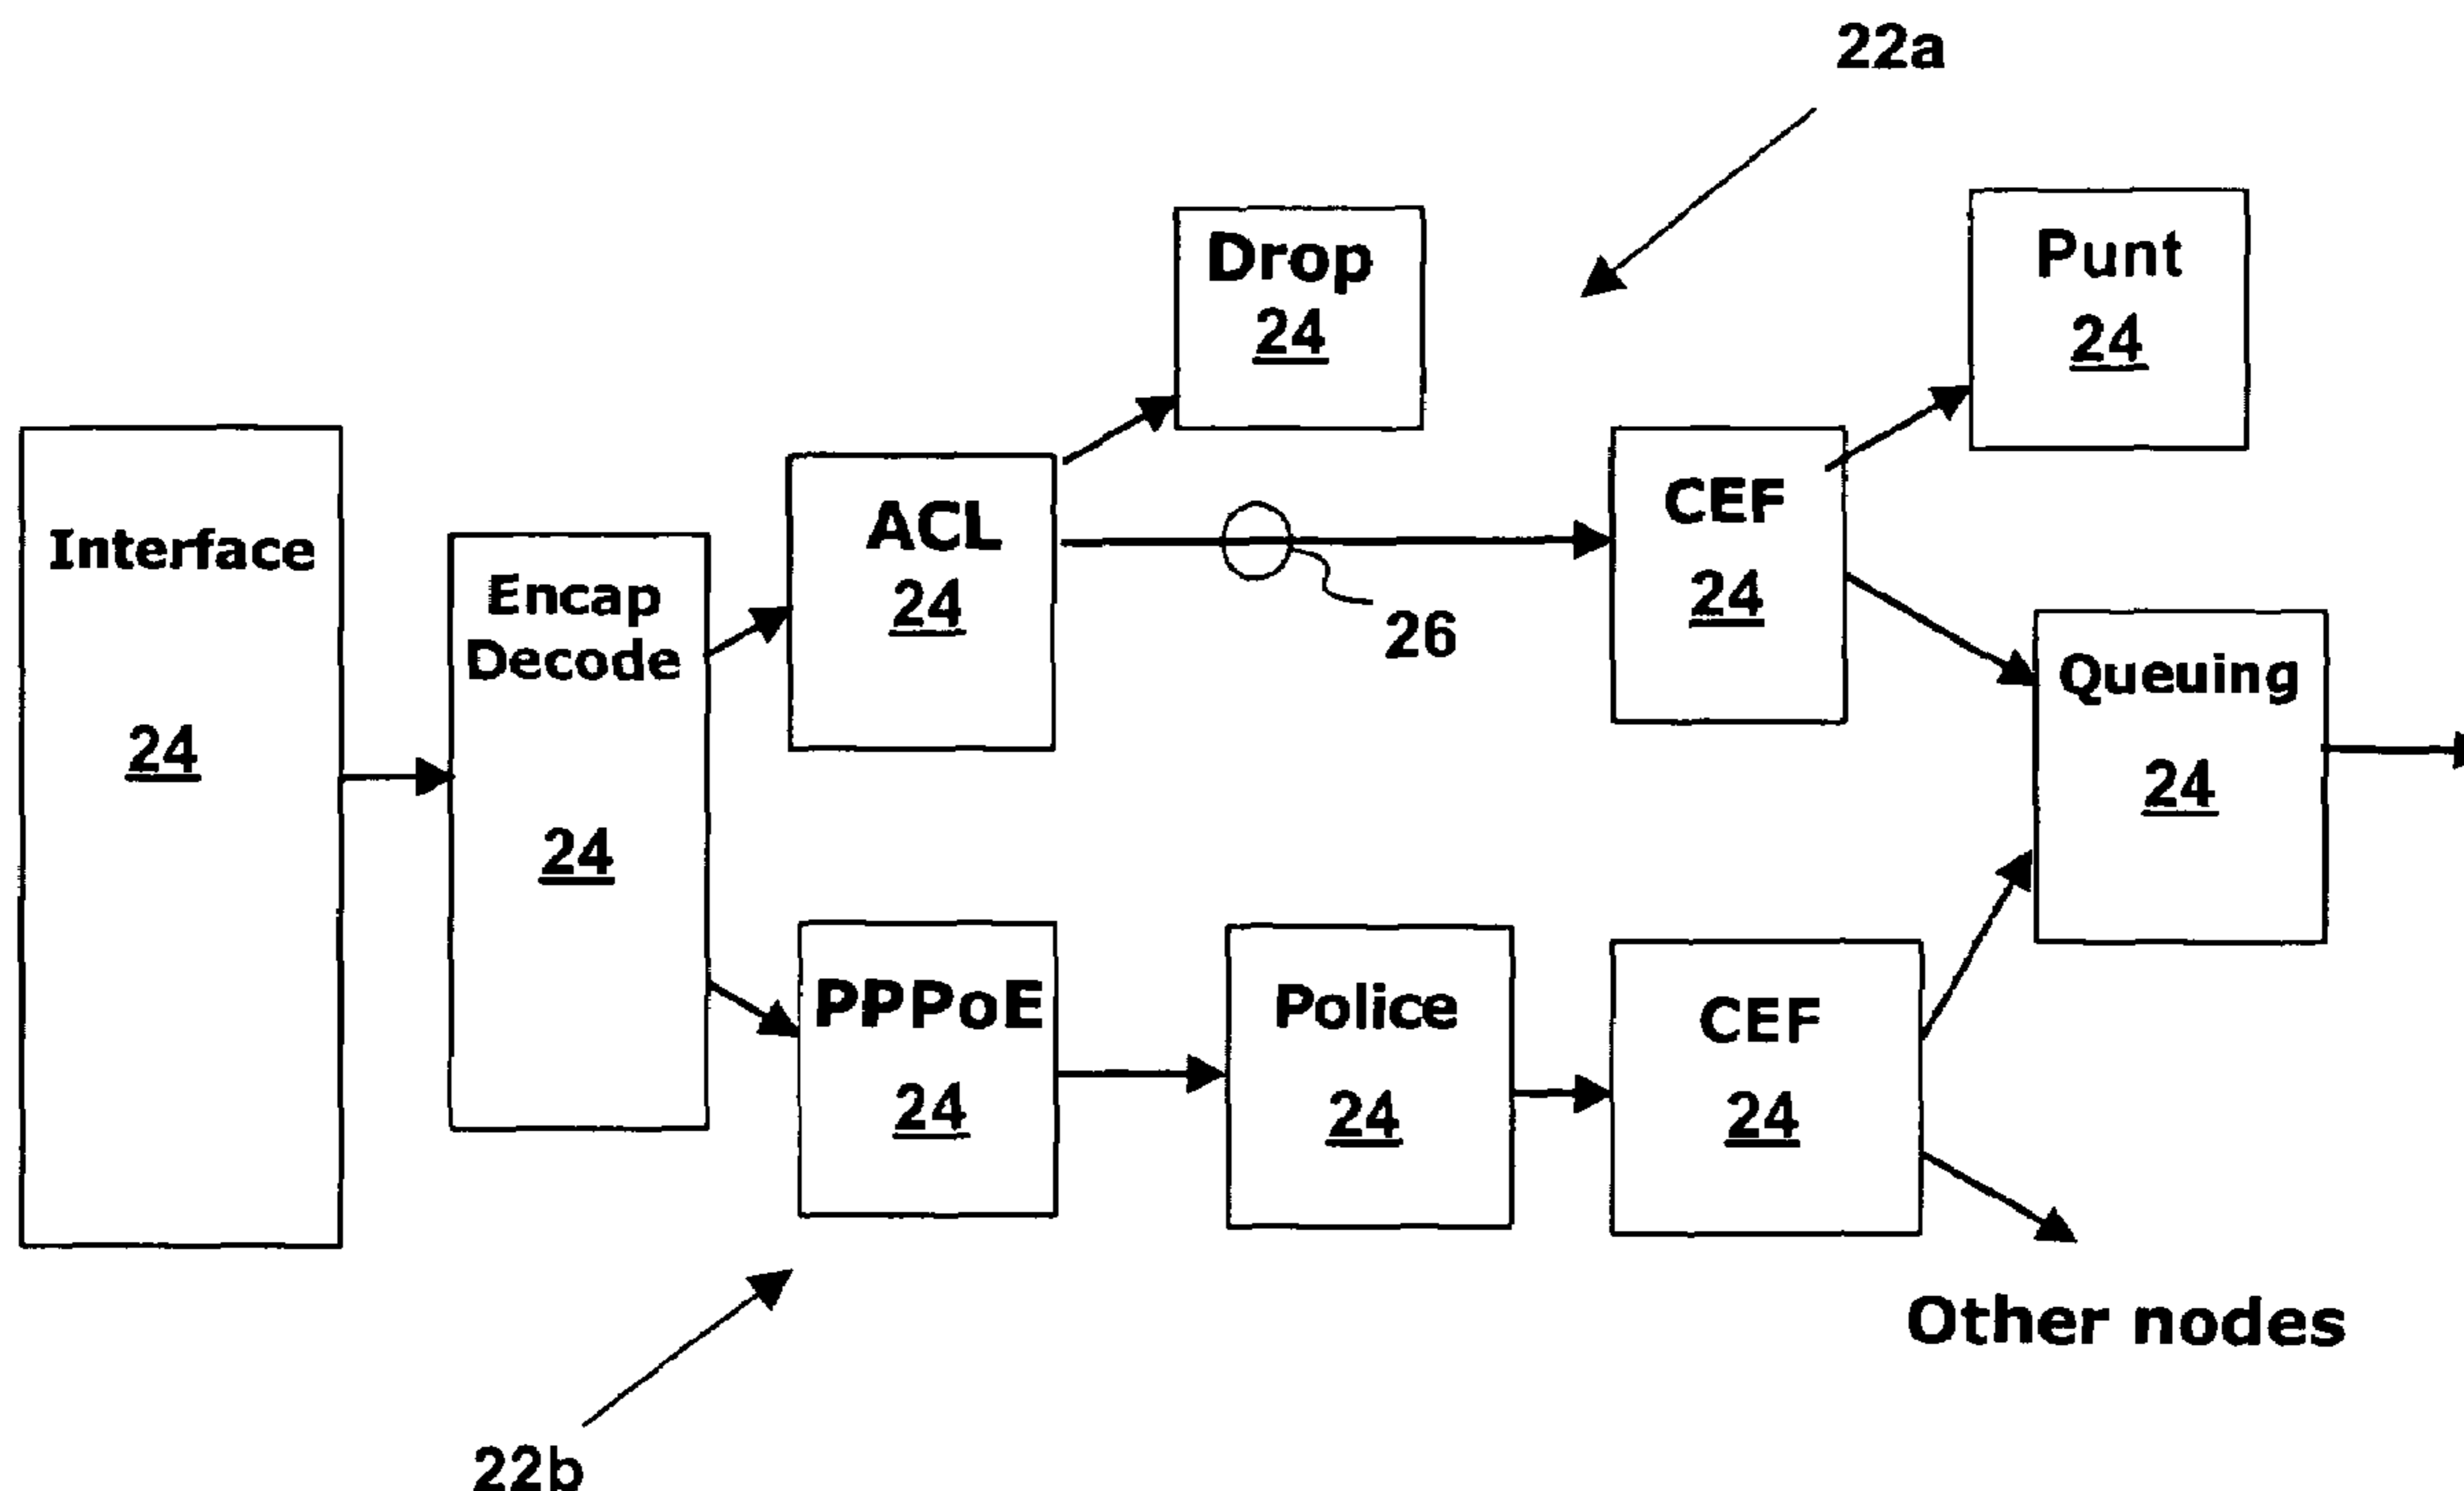 22a
Drop
24
Punt
24
Interface
24
Encap
Decode
24
ACL
24
26
CEF
24
Queuing
24
PPPoE
24
Police
24
CEF
24
Other nodes
22b